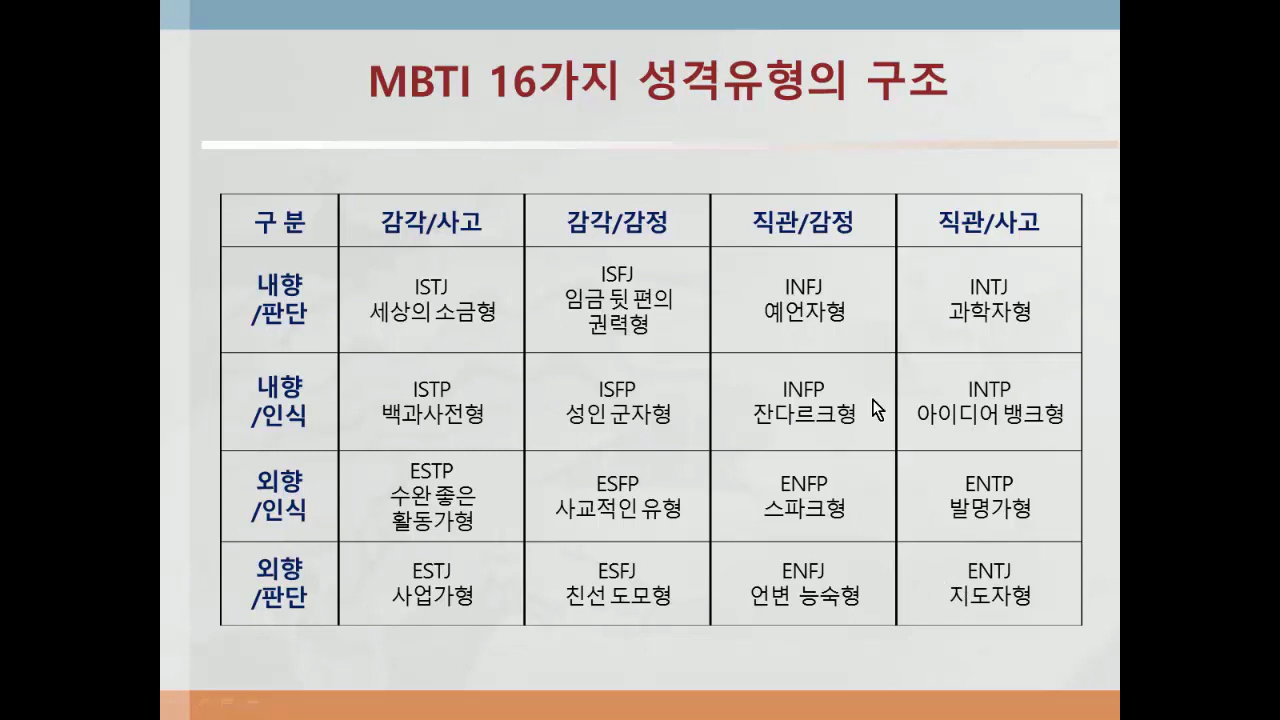 MBTI 16가지 성격유형의 구조
구 분 감각/사고 감각/감정 직관/감정 직관/사고
내향
/판단
ISTJ
세상의 소금형
ISFJ
임금 뒷 편의
권력형
INFJ
예언자형
INTJ
과학자형
내향
/인식
ISTP
백과사전형
ISFP
성인 군자형
INFP
잔다르크형
INTP
아이디어 뱅크형
외향
/인식
ESTP
수완 좋은
활동가형
ESFP
사교적인 유형
ENFP
스파크형
ENTP
발명가형
외향
/판단
ESTJ
사업가형
ESFJ
친선 도모형
ENFJ
언변 능숙형
ENTJ
지도자형